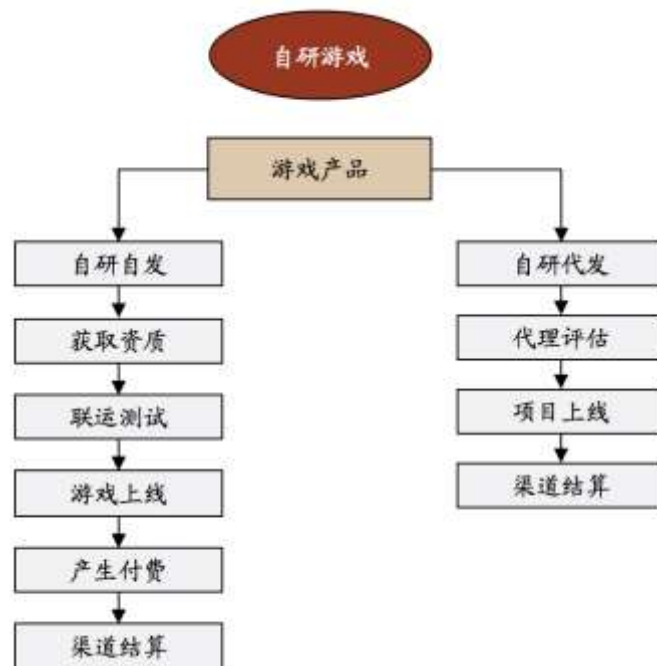 自研游戏
游戏产品
自研自发
获取资质
联运测试
游戏上线
产生付费
渠道结算
自研代发
代理评估
项目上线
渠道结算